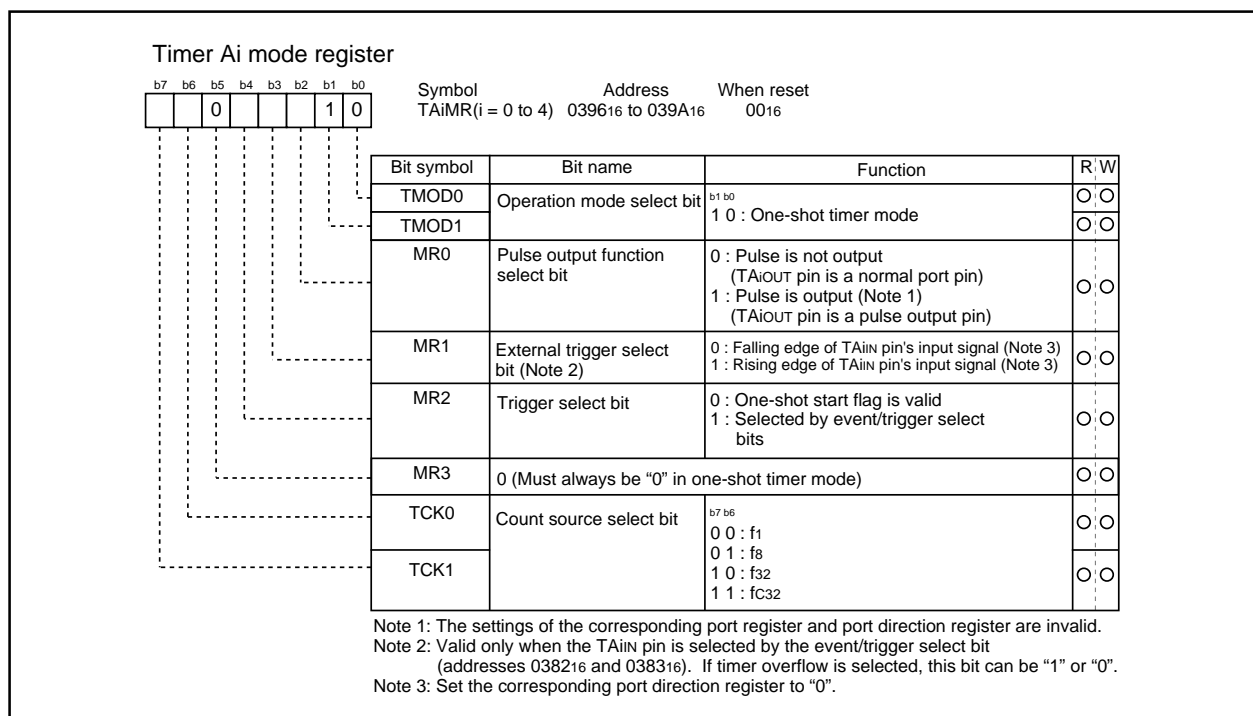 Timer Ai mode register
b7 b6 b5 b4 b3 b2 b1 b0
0 1 0
Symbol Address When reset
TAiMR(i = 0 to 4) 039616 to 039A16 0016
Bit symbol Bit name Function R W
TMOD0 Operation mode select bit b1 b0
1 0 : One-shot timer mode
TMOD1
MR0 Pulse output function select bit 0 : Pulse is not output
(TAiOUT pin is a normal port pin)
1 : Pulse is output (Note 1)
(TAiOUT pin is a pulse output pin)
MR1 External trigger select bit (Note 2) 0 : Falling edge of TAiIN pin's input signal (Note 3)
1 : Rising edge of TAiIN pin's input signal (Note 3)
MR2 Trigger select bit 0 : One-shot start flag is valid
1 : Selected by event/trigger select
bits
MR3 0 (Must always be “0” in one-shot timer mode)
TCK0 Count source select bit b7 b6
0 0 : f1
0 1 : f8
TCK1 1 0 : f32
1 1 : fC32
Note 1: The settings of the corresponding port register and port direction register are invalid.
Note 2: Valid only when the TAiIN pin is selected by the event/trigger select bit
(addresses 038216 and 038316). If timer overflow is selected, this bit can be “1” or “0”.
Note 3: Set the corresponding port direction register to “0”.